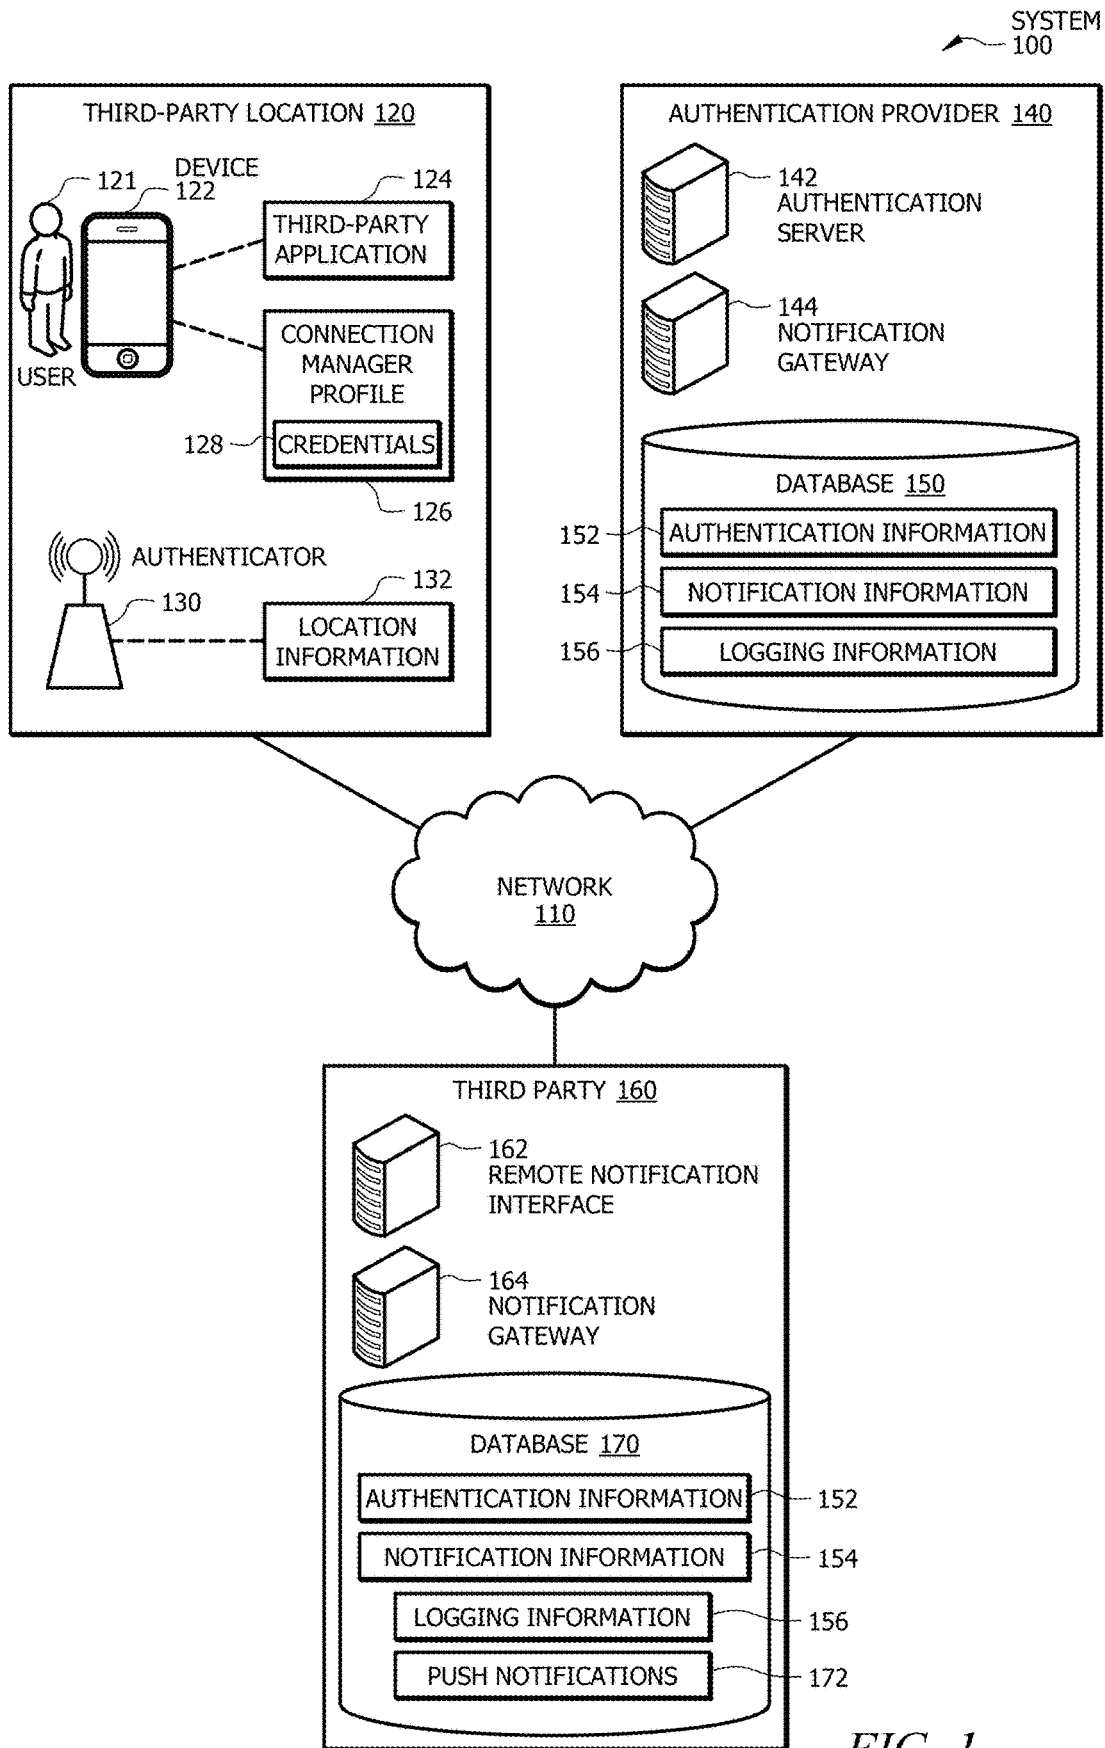 SYSTEM
100
THIRD-PARTY LOCATION 120
121
DEVICE
122
124
THIRD-PARTY
APPLICATION
USER
CONNECTION
MANAGER
PROFILE
128
CREDENTIALS
126
AUTHENTICATOR
130
132
LOCATION
INFORMATION
AUTHENTICATION PROVIDER 140
142
AUTHENTICATION
SERVER
144
NOTIFICATION
GATEWAY
DATABASE 150
152 AUTHENTICATION INFORMATION
154 NOTIFICATION INFORMATION
156 LOGGING INFORMATION
NETWORK
110
THIRD PARTY 160
162
REMOTE NOTIFICATION
INTERFACE
164
NOTIFICATION
GATEWAY
DATABASE 170
AUTHENTICATION INFORMATION 152
NOTIFICATION INFORMATION 154
LOGGING INFORMATION 156
PUSH NOTIFICATIONS 172
FIG. 1